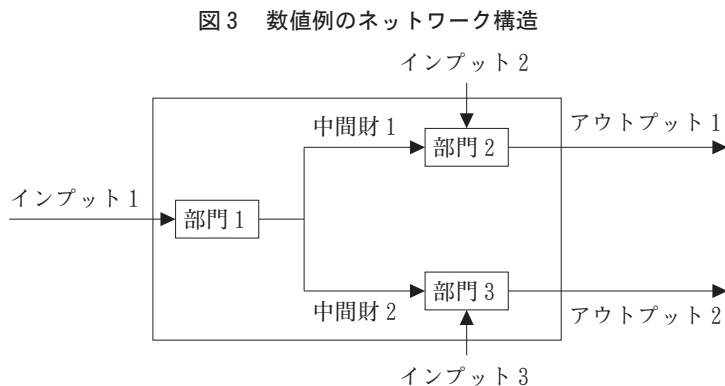 図3　数値例のネットワーク構造
インプット2
中間財1
部門2
アウトプット1
インプット1
部門1
中間財2
部門3
アウトプット2
インプット3